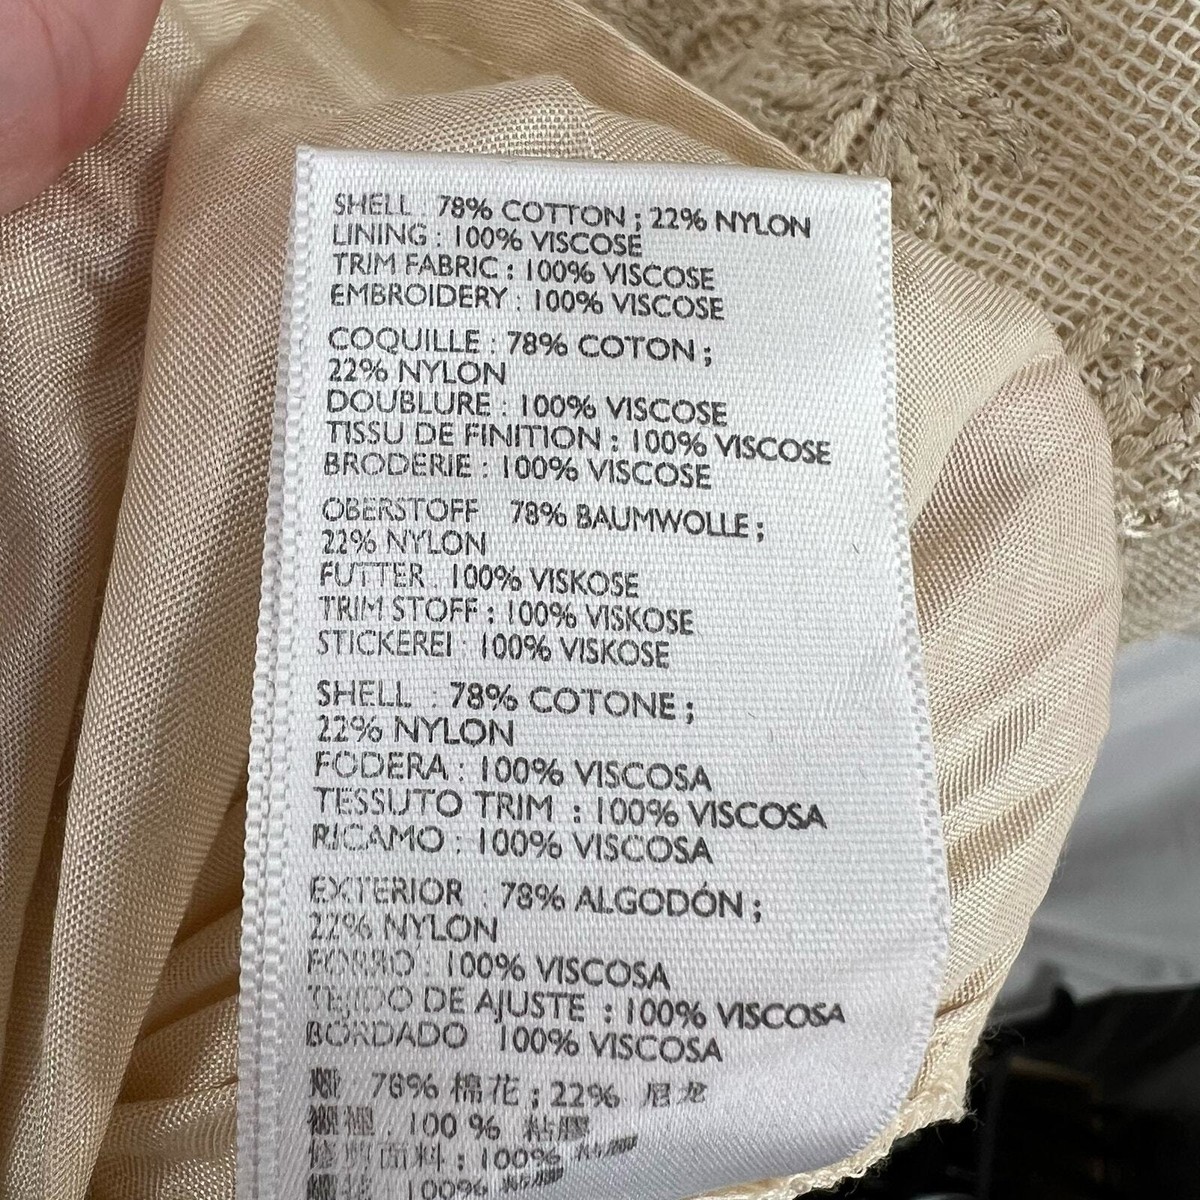 SHELL : 78% COTTON ; 22% NYLON
LINING : 100% VISCOSE
TRIM FABRIC : 100% VISCOSE
EMBROIDERY : 100% VISCOSE
COQUILLE : 78% COTON ;
22% NYLON
DOUBLURE : 100% VISCOSE
TISSU DE FINITION : 100% VISCOSE
BRODERIE : 100% VISCOSE
OBERSTOFF 78% BAUMWOLLE ;
22% NYLON
FUTTER : 100% VISKOSE
TRIM STOFF : 100% VISKOSE
STICKEREI : 100% VISKOSE
SHELL : 78% COTONE ;
22% NYLON
FODERA : 100% VISCOSA
TESSUTO TRIM : 100% VISCOSA
RICAMO : 100% VISCOSA
EXTERIOR : 78% ALGODÓN ;
22% NYLON
FORRO : 100% VISCOSA
TEJIDO DE AJUSTE : 100% VISCOSA
BORDADO 100% VISCOSA
78% 棉花 ; 22% 尼龙
: 100 % 粘膠
面料 ; 100%
100%